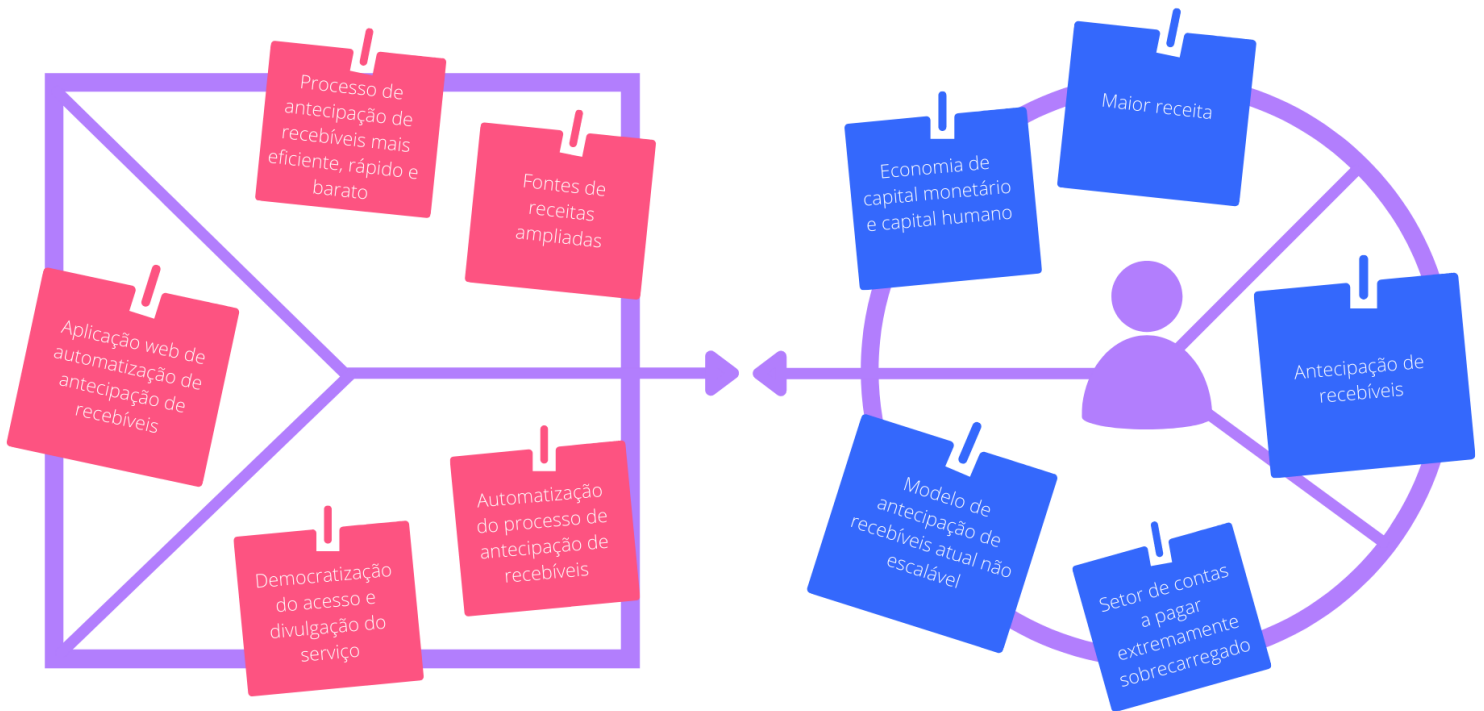 Processo de
antecipação de
recebíveis mais
eficiente, rápido e
barato
Fontes de
receitas
ampliadas
Aplicação web de
automatização de
antecipação de
recebíveis
Automatização
do processo de
antecipação de
recebíveis
Democratização
do acesso e
divulgação do
serviço
Maior receita
Economia de
capital monetário
e capital humano
Antecipação de
recebíveis
Modelo de
antecipação de
recebíveis atual não
escalável
Setor de contas
a pagar
extremamente
sobrecarregado